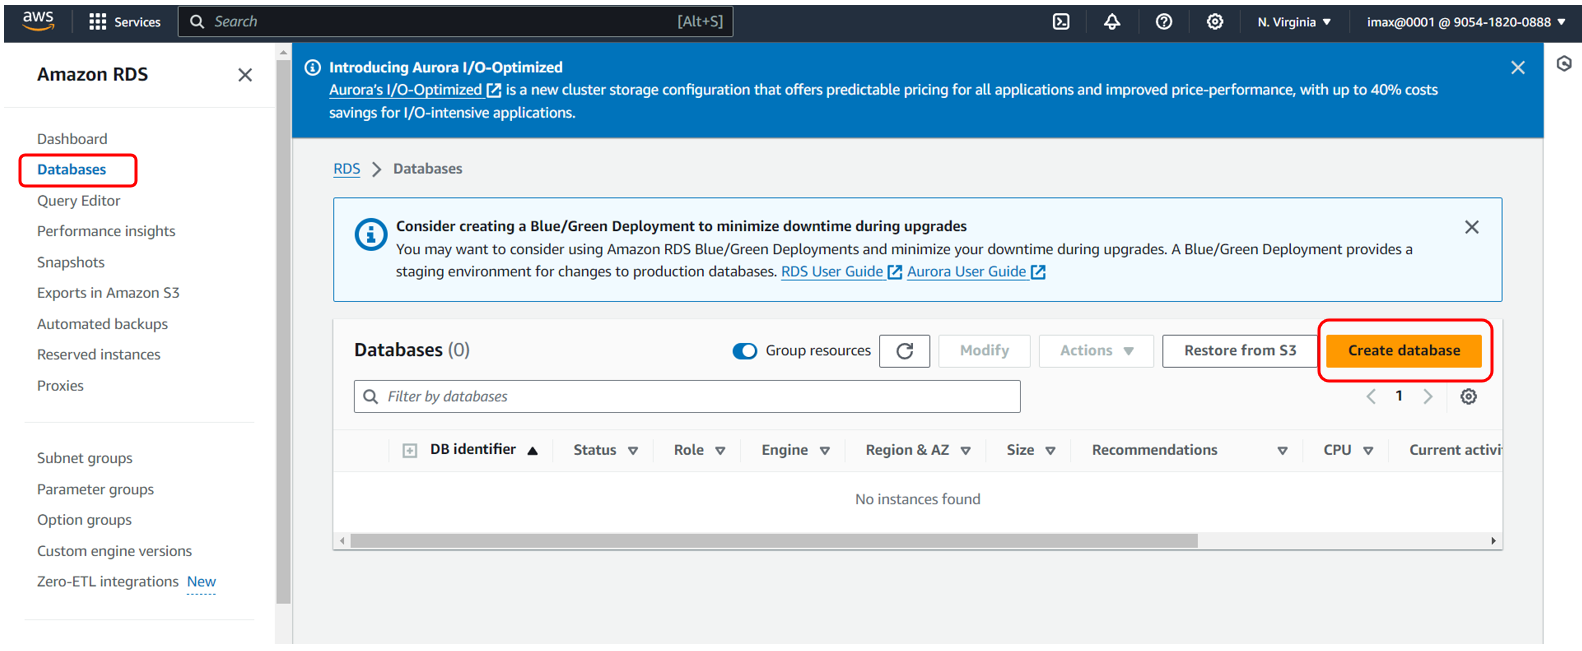 aws
Services
Search
[Alt+S]
N. Virginia
imax@0001 @ 9054-1820-0888
Amazon RDS
Dashboard
Databases
Query Editor
Performance insights
Snapshots
Exports in Amazon S3
Automated backups
Reserved instances
Proxies
Subnet groups
Parameter groups
Option groups
Custom engine versions
Zero-ETL integrations New
Introducing Aurora I/O-Optimized
Aurora's I/O-Optimized is a new cluster storage configuration that offers predictable pricing for all applications and improved price-performance, with up to 40% costs
savings for I/O-intensive applications.
RDS > Databases
Consider creating a Blue/Green Deployment to minimize downtime during upgrades
You may want to consider using Amazon RDS Blue/Green Deployments and minimize your downtime during upgrades. A Blue/Green Deployment provides a
staging environment for changes to production databases. RDS User Guide Aurora User Guide
Databases (0)
Group resources
Modify
Actions
Restore from S3
Create database
Filter by databases
1
DB identifier
Status
Role
Engine
Region & AZ
Size
Recommendations
CPU
Current activi
No instances found